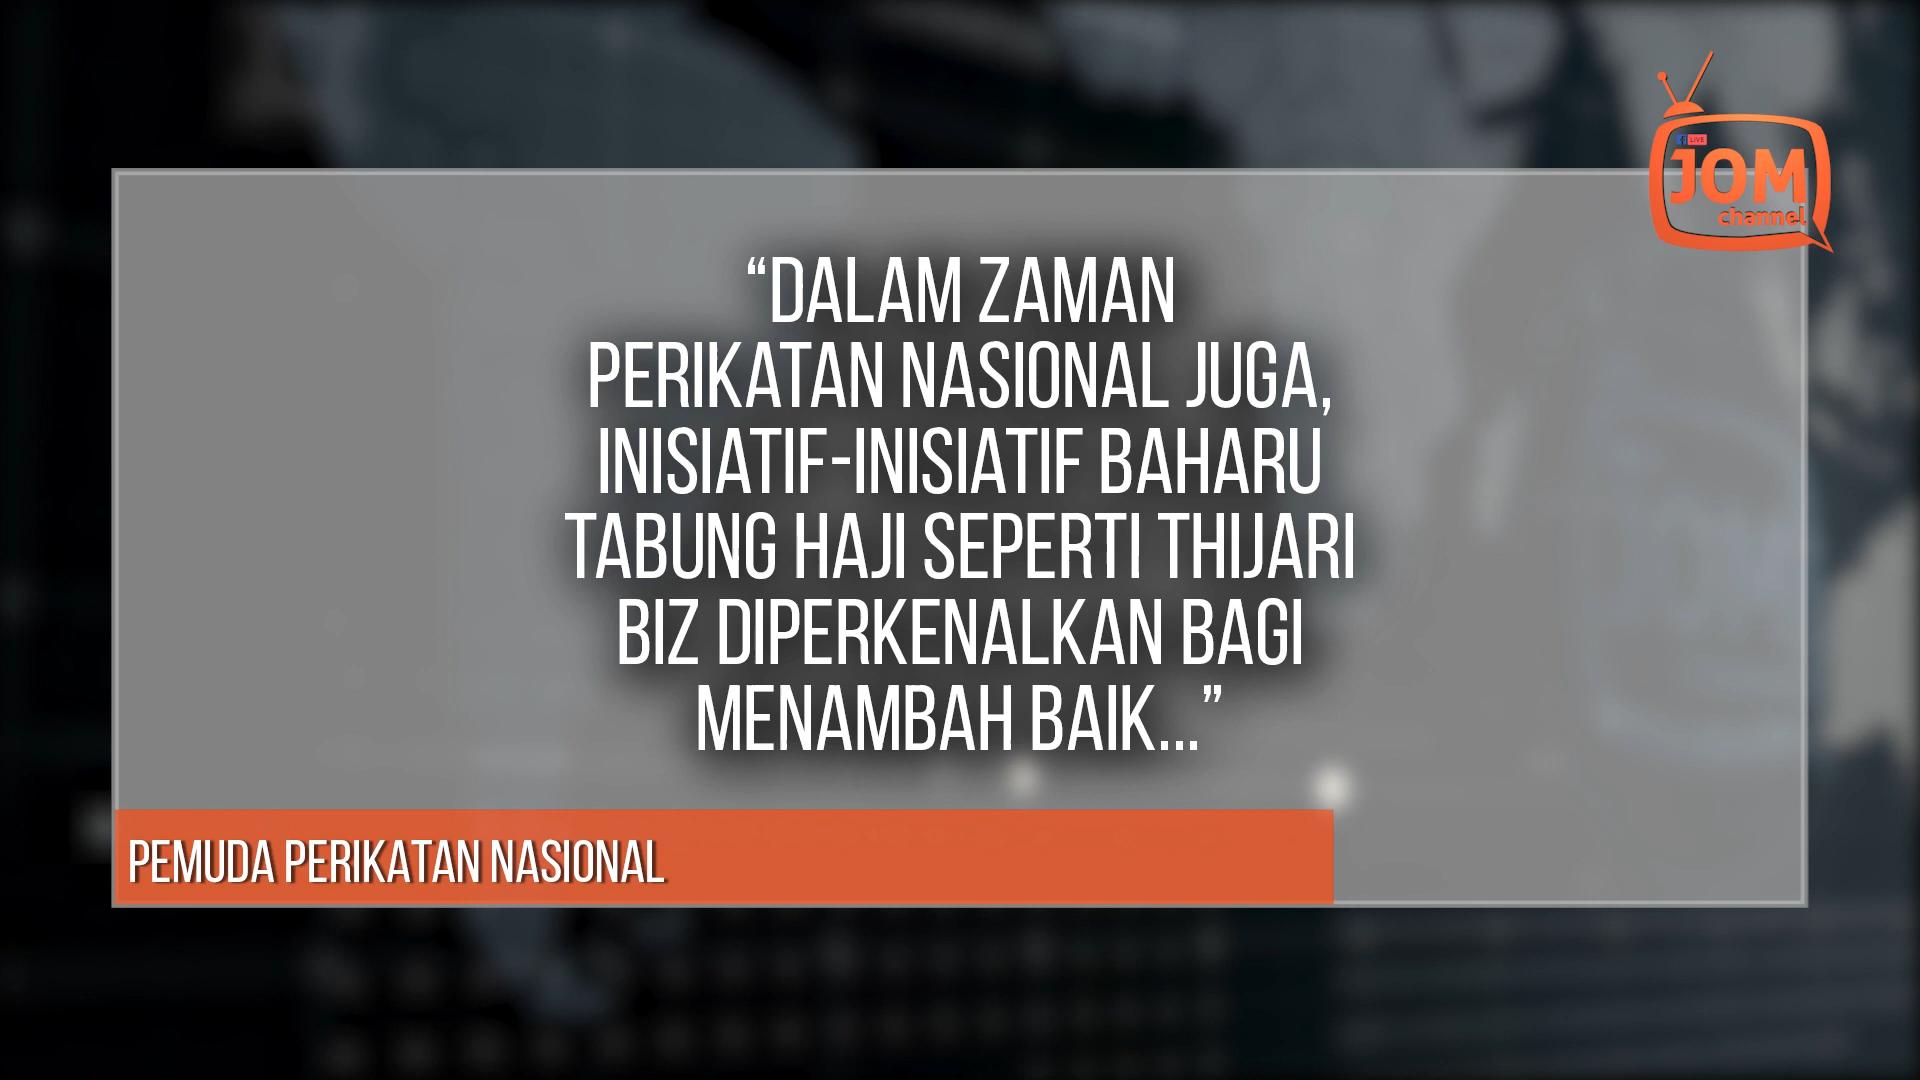 LIVE
JOM
channel
“DALAM ZAMAN
PERIKATAN NASIONAL JUGA,
INISIATIF-INISIATIF BAHARU
TABUNG HAJI SEPERTI THIJARI
BIZ DIPERKENALKAN BAGI
MENAMBAH BAIK...”
PEMUDA PERIKATAN NASIONAL